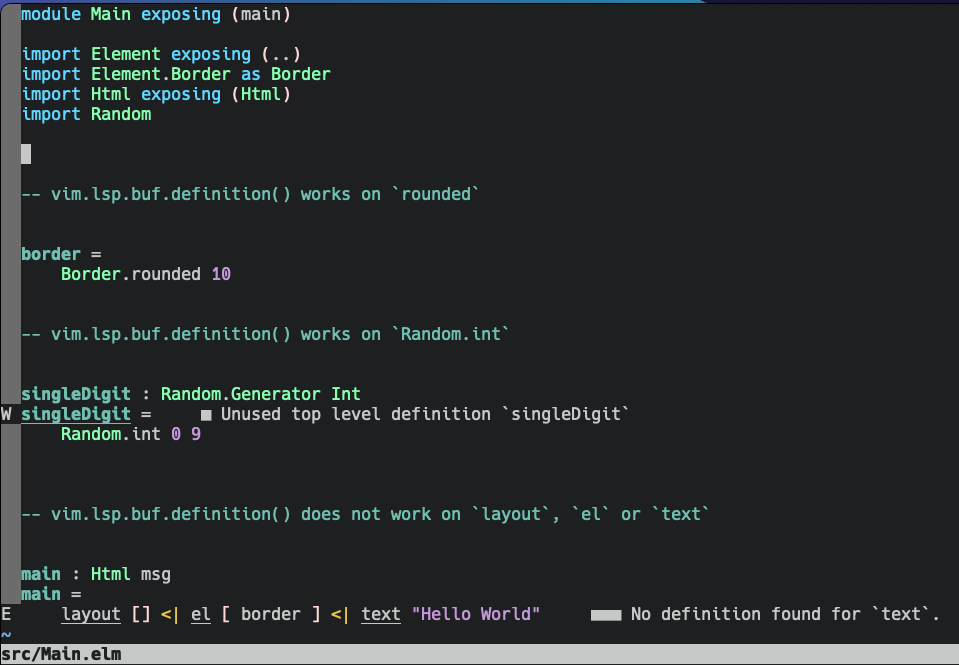 module Main exposing (main)
import Element exposing (..)
import Element.Border as Border
import Html exposing (Html)
import Random
-- vim.lsp.buf.definition() works on `rounded`
border =
    Border.rounded 10
-- vim.lsp.buf.definition() works on `Random.int`
singleDigit : Random.Generator Int
W singleDigit =     ■ Unused top level definition `singleDigit`
    Random.int 0 9
-- vim.lsp.buf.definition() does not work on `layout`, `el` or `text`
main : Html msg
main =
E     layout [] <| el [ border ] <| text "Hello World"     ■■■ No definition found for `text`.
~
src/Main.elm